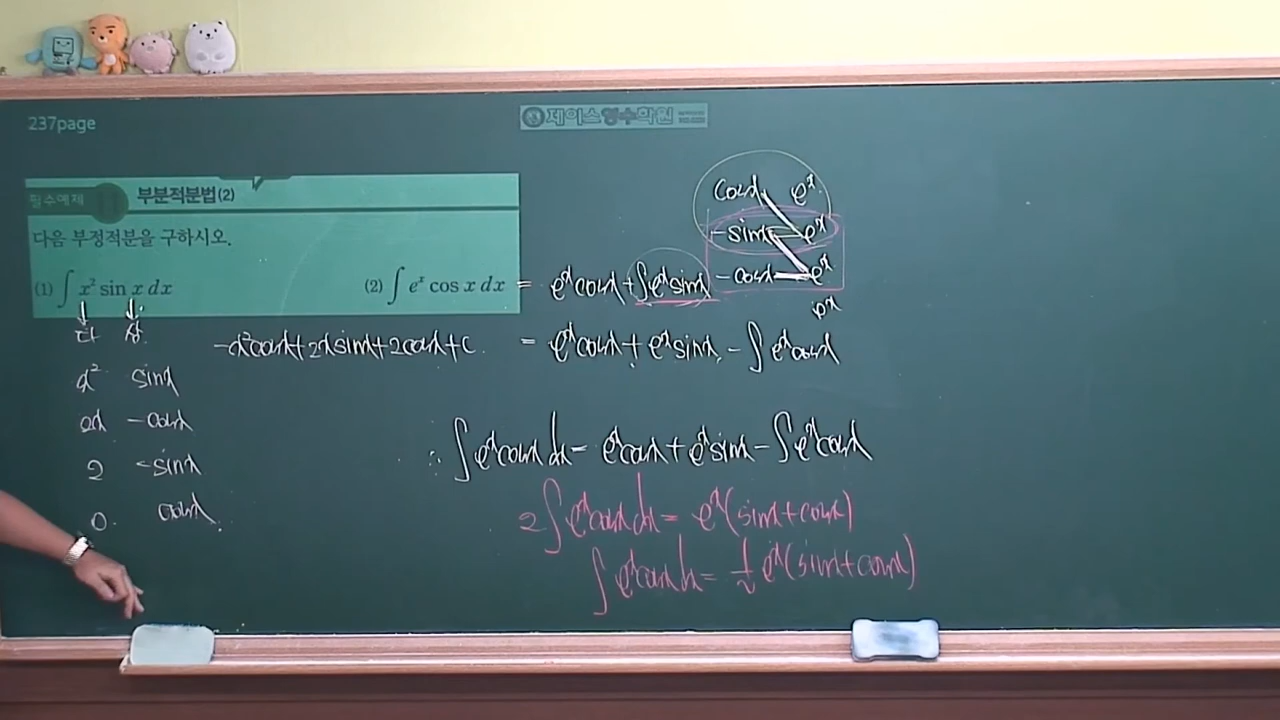 237page
제이스영수학원
필수예제 부분적분법(2)
다음 부정적분을 구하시오.
(1) ∫ x² sin x dx
(2) ∫ eˣ cos x dx = eˣcosx + ∫eˣsinx
cosx eˣ
-sinx eˣ
-cosx eˣ
eˣ
다 삼
x² sinx
2x -cosx
2 -sinx
0 cosx
-x²cosx+2xsinx+2cosx+C
= eˣcosx + eˣsinx - ∫eˣcosx
∴ ∫eˣcosx dx = eˣcosx + eˣsinx - ∫eˣcosx
2∫eˣcosx dx = eˣ(sinx+cosx)
∫eˣcosx dx = 1/2 eˣ(sinx+cosx)